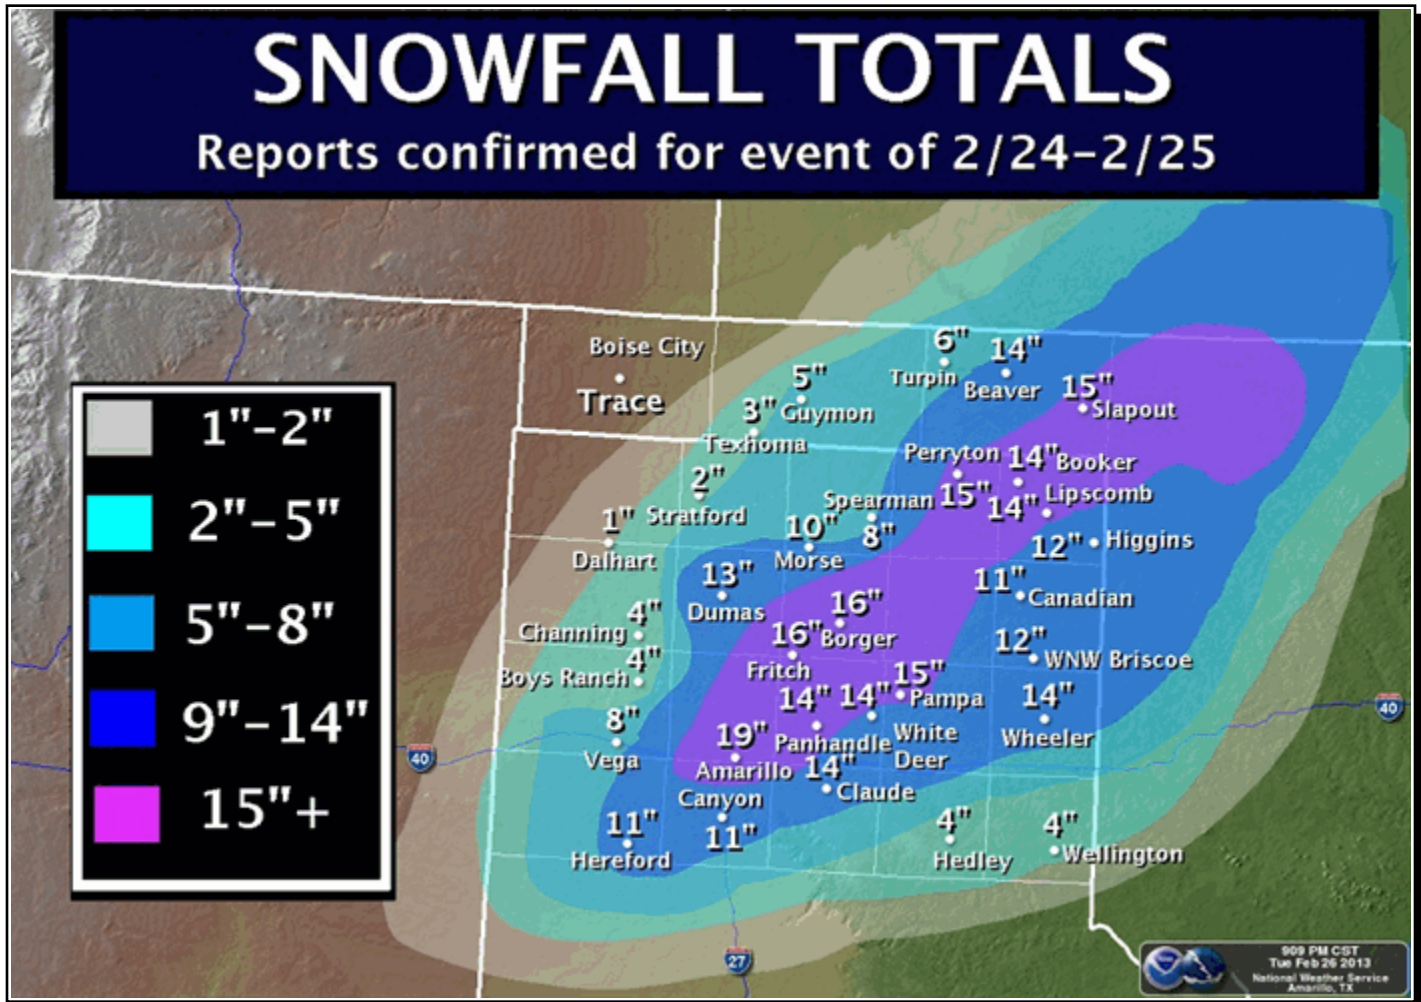 SNOWFALL TOTALS
Reports confirmed for event of 2/24-2/25
1"-2"
2"-5"
5"-8"
9"-14"
15"+
Boise City
Trace
6"
Turpin
14"
Beaver
5"
Guymon
15"
Slapout
3"
Texhoma
Perryton
15"
14"
Booker
2"
Stratford
Spearman
8"
14"
Lipscomb
1"
Dalhart
10"
Morse
12"
Higgins
13"
Dumas
11"
Canadian
4"
Channing
16"
Borger
16"
Fritch
12"
WNW Briscoe
4"
Boys Ranch
15"
Pampa
14"
Panhandle
14"
White
Deer
14"
Wheeler
8"
Vega
19"
Amarillo
14"
Claude
Canyon
11"
11"
Hereford
4"
Hedley
4"
Wellington
40
40
27
909 PM CST
Tue Feb 26 2013
National Weather Service
Amarillo, TX